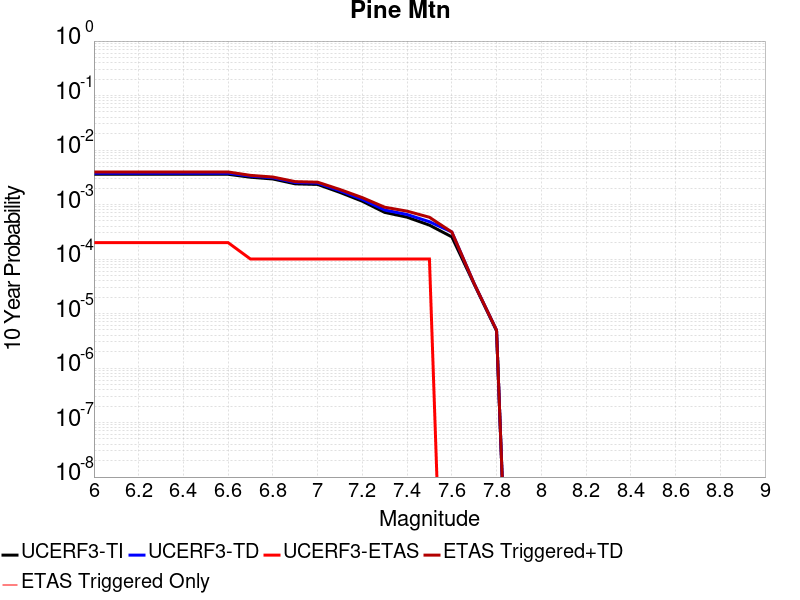 Pine Mtn
10^0
10^-1
10^-2
10^-3
10^-4
10^-5
10^-6
10^-7
10^-8
10 Year Probability
6 6.2 6.4 6.6 6.8 7 7.2 7.4 7.6 7.8 8 8.2 8.4 8.6 8.8 9
Magnitude
UCERF3-TI UCERF3-TD UCERF3-ETAS ETAS Triggered+TD
ETAS Triggered Only